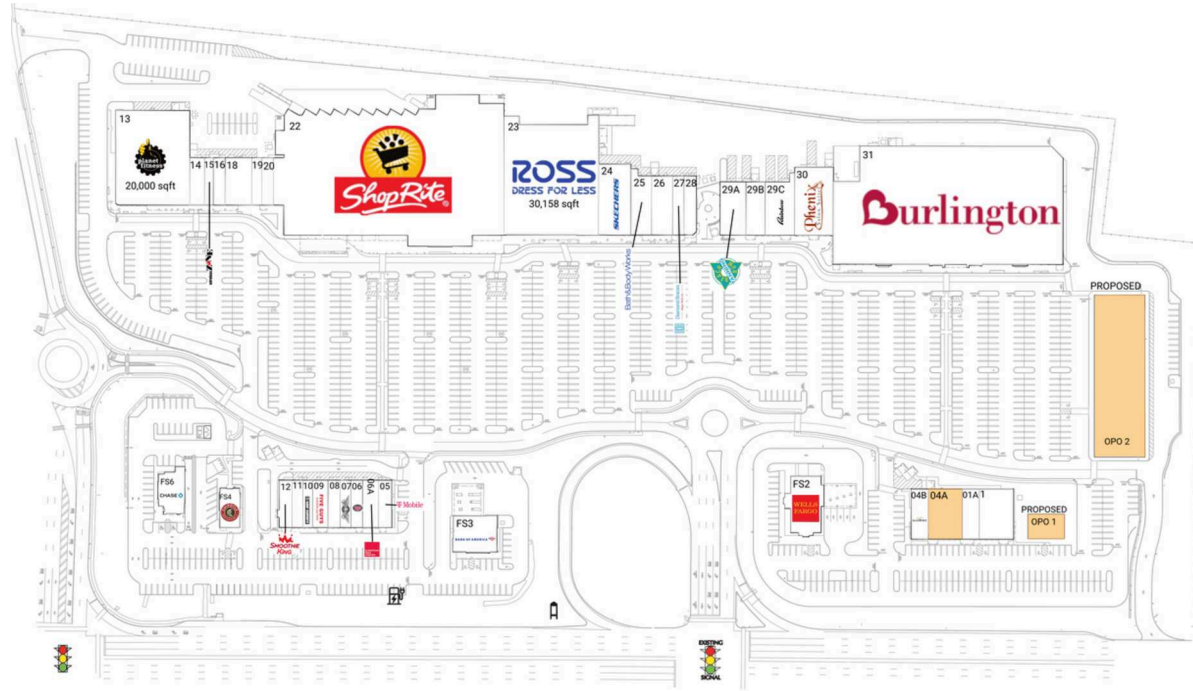 13
planet
fitness
20,000 sqft
14
15
16
18
19
20
22
ShopRite
23
ROSS
DRESS FOR LESS
30,158 sqft
24
SKECHERS
25
26
27
28
Bath & Body Works
29A
29B
29C
Rainbow
30
Phenix
31
Burlington
PROPOSED
OPO 2
FS6
CHASE
FS4
12
11
10
09
08
07
06
06A
05
FIVE GUYS
T Mobile
SMOOTHIE
KING
FS3
BANK OF AMERICA
FS2
WELLS
FARGO
04B
04A
01A
1
PROPOSED
OPO 1
EXISTING
SIGNAL